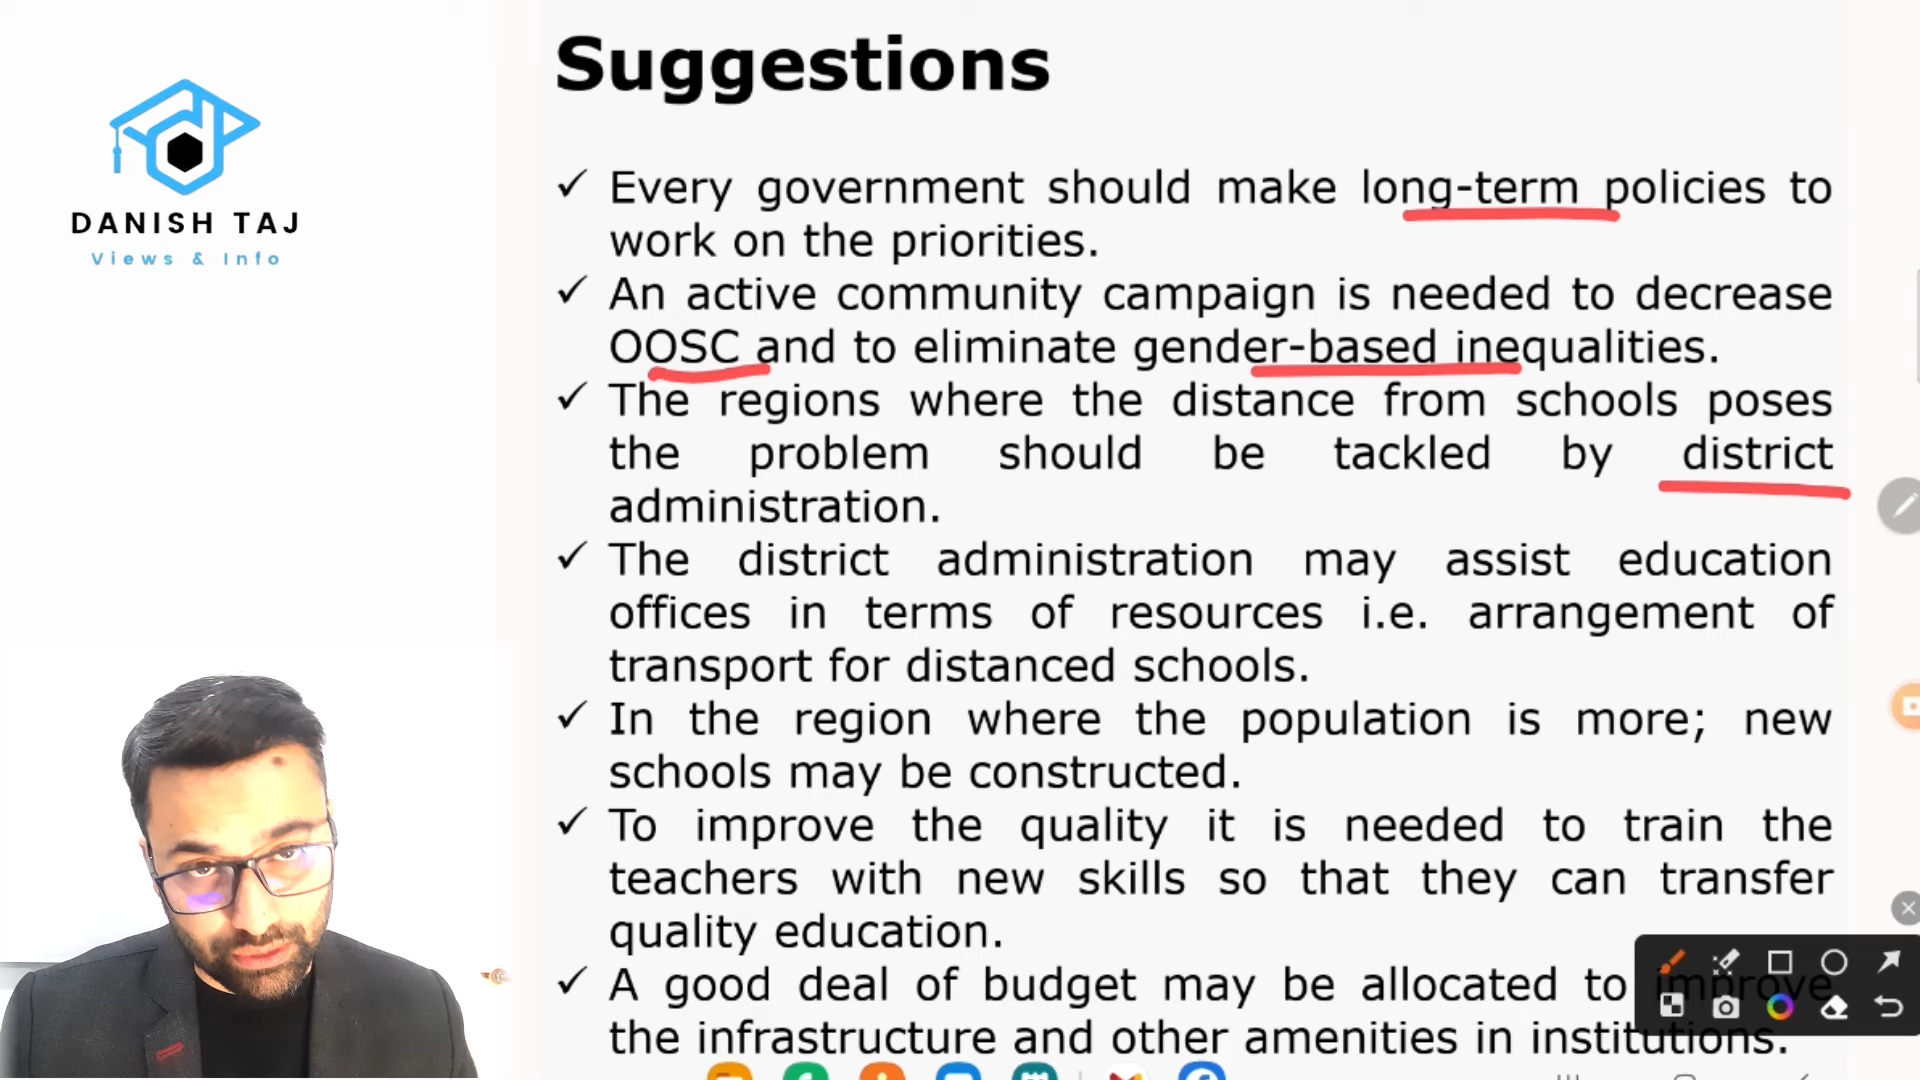 Suggestions
DANISH TAJ
Views & Info
✓ Every government should make long-term policies to
work on the priorities.
✓ An active community campaign is needed to decrease
OOSC and to eliminate gender-based inequalities.
✓ The regions where the distance from schools poses
the problem should be tackled by district
administration.
✓ The district administration may assist education
offices in terms of resources i.e. arrangement of
transport for distanced schools.
✓ In the region where the population is more; new
schools may be constructed.
✓ To improve the quality it is needed to train the
teachers with new skills so that they can transfer
quality education.
✓ A good deal of budget may be allocated to improve
the infrastructure and other amenities in institutions.